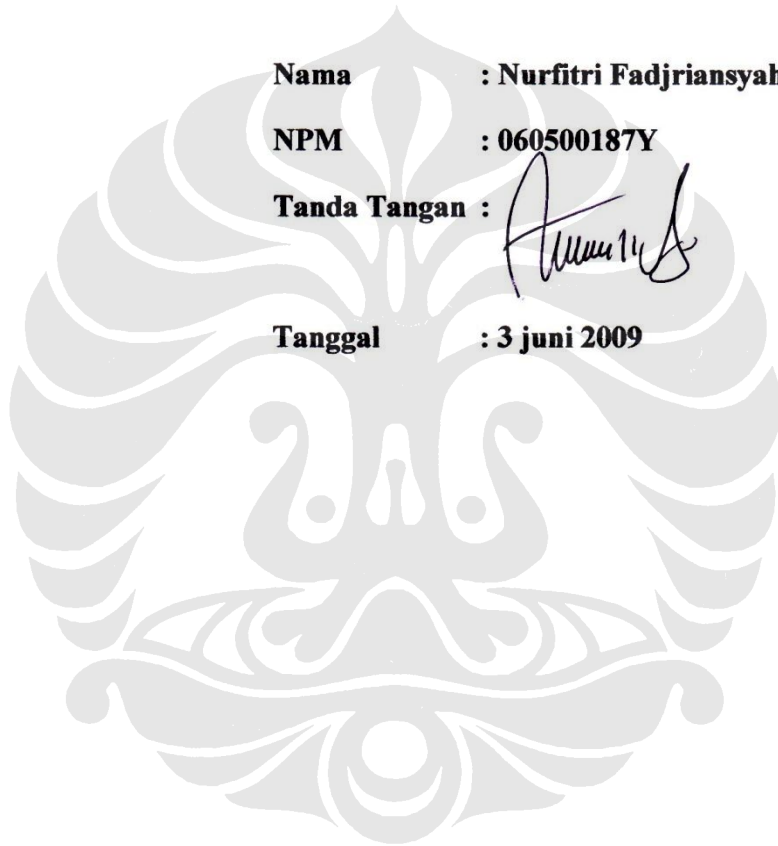 Nama : Nurfitri Fadjriansyah
NPM : 060500187Y
Tanda Tangan :
Tanggal : 3 juni 2009